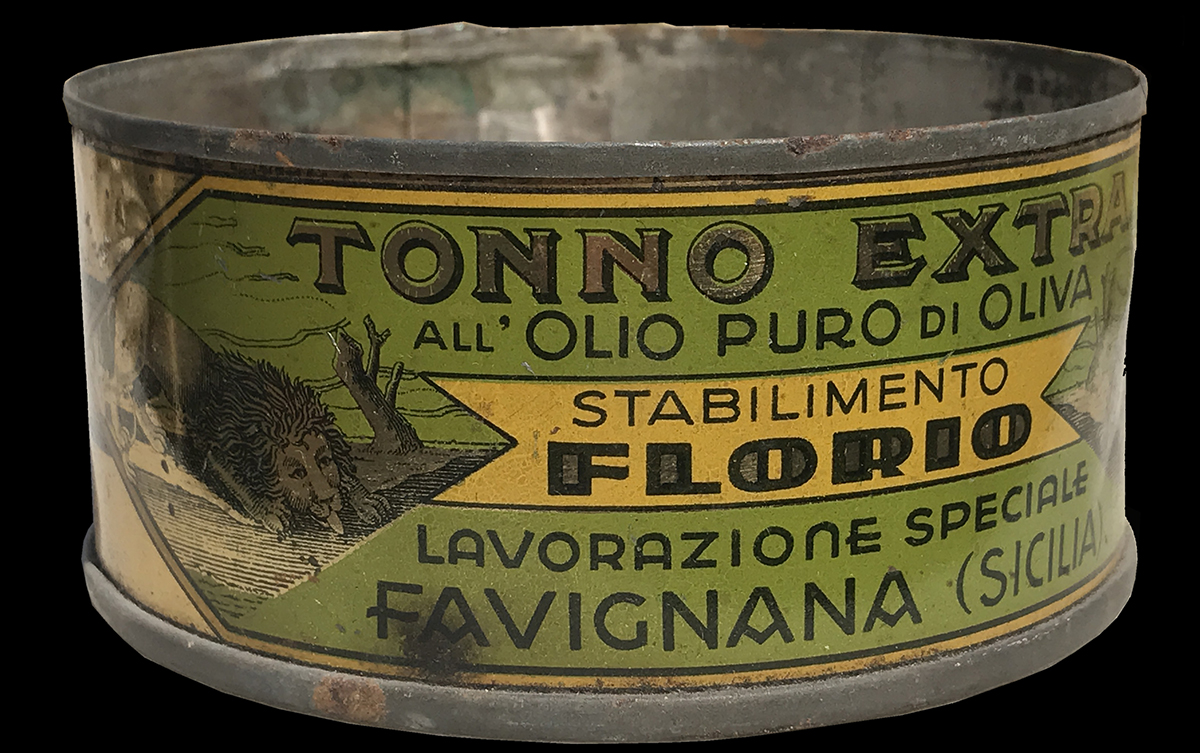 TONNO EXTRA
ALL'OLIO PURO DI OLIVA
STABILIMENTO
FLORIO
LAVORAZIONE SPECIALE
FAVIGNANA (SICILIA)